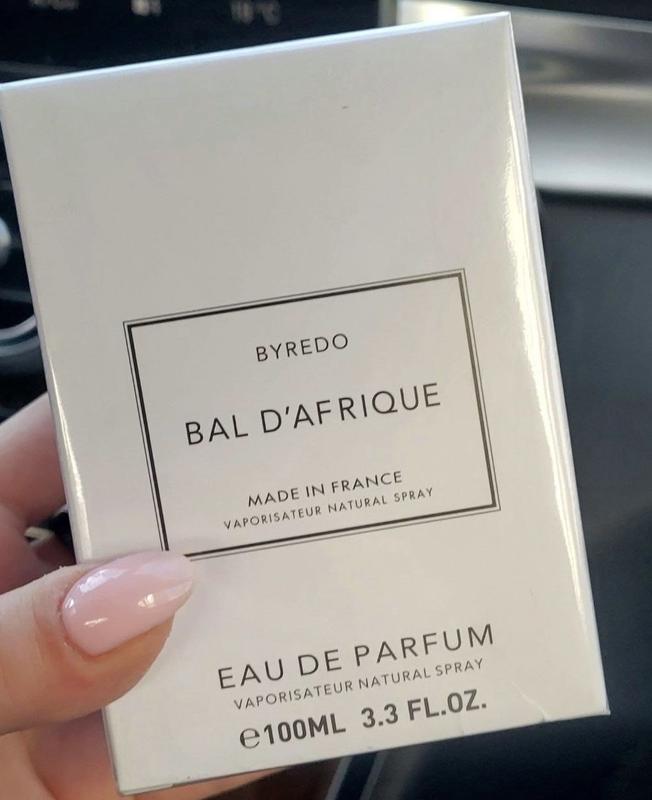 BYREDO
BAL D'AFRIQUE
MADE IN FRANCE
VAPORISATEUR NATURAL SPRAY
EAU DE PARFUM
VAPORISATEUR NATURAL SPRAY
℮100ML 3.3 FL.OZ.